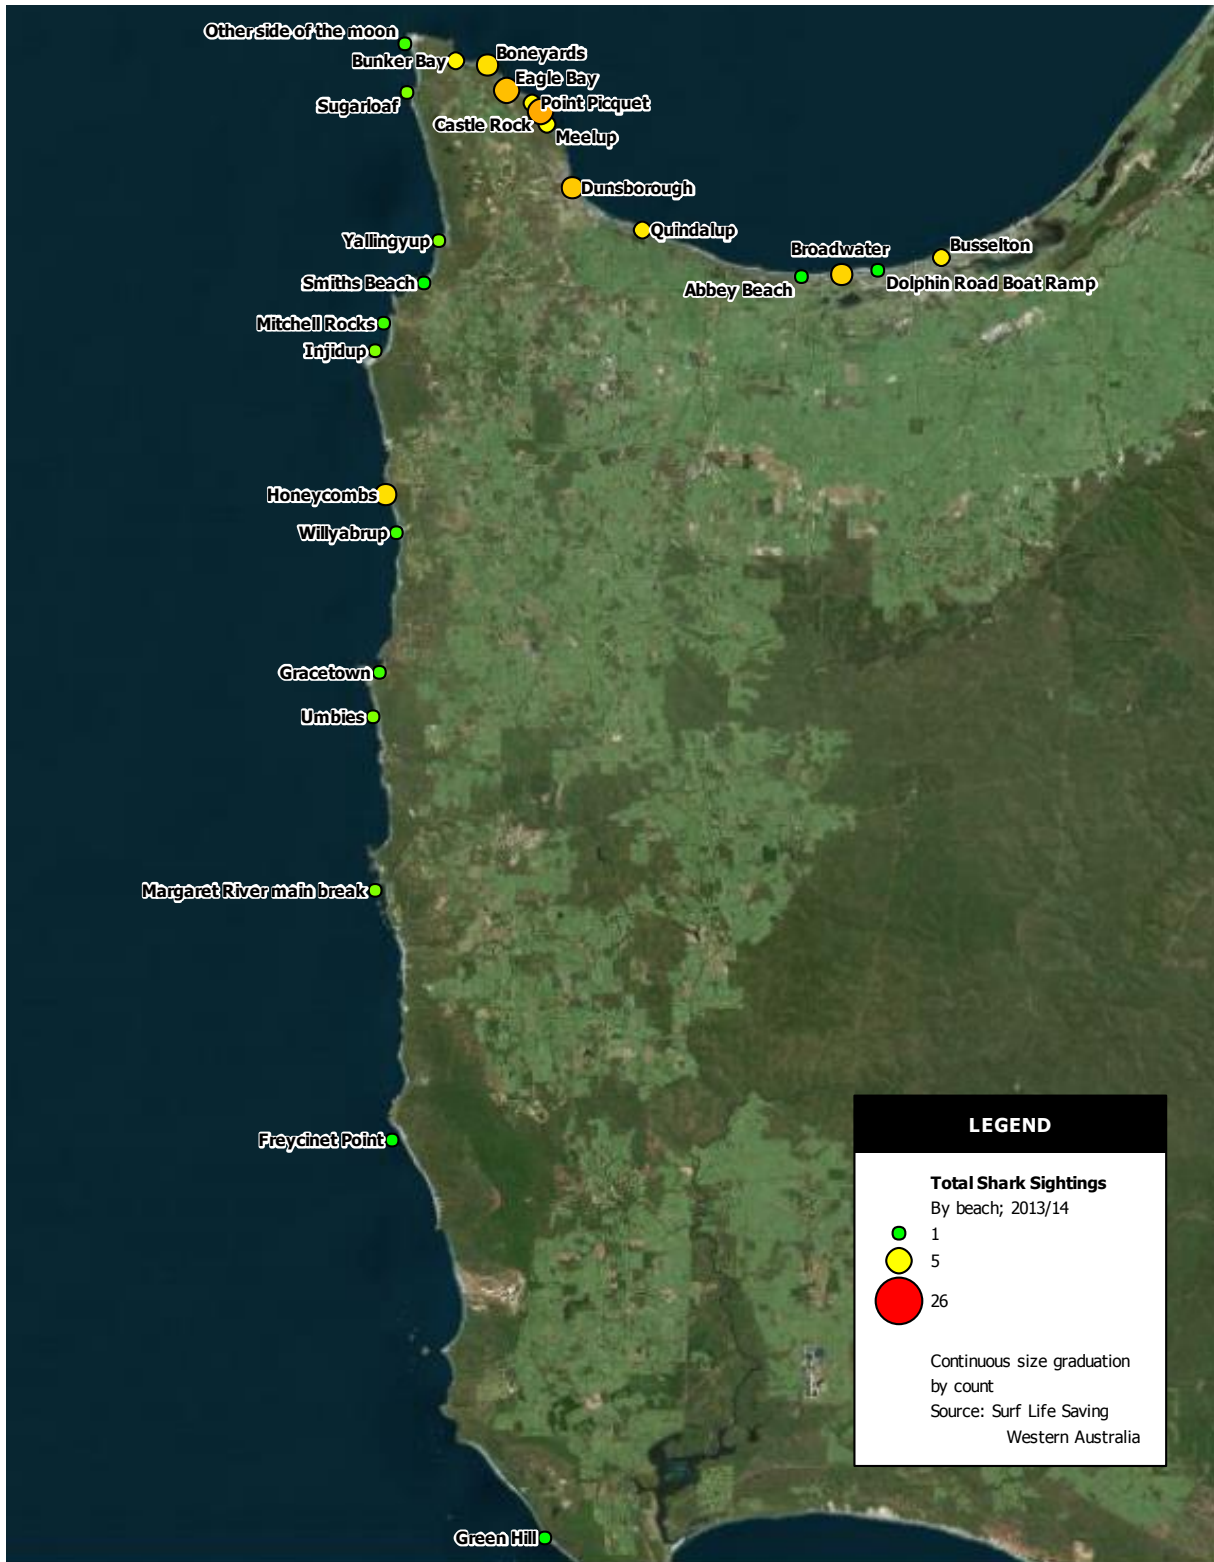 Other side of the moon
Bunker Bay
Boneyards
Eagle Bay
Sugarloaf
Point Picquet
Castle Rock
Meelup
Dunsborough
Quindalup
Yallingyup
Broadwater
Busselton
Smiths Beach
Abbey Beach
Dolphin Road Boat Ramp
Mitchell Rocks
Injidup
Honeycombs
Willyabrup
Gracetown
Umbies
Margaret River main break
Freycinet Point
Green Hill
LEGEND
Total Shark Sightings
By beach; 2013/14
1
5
26
Continuous size graduation
by count
Source: Surf Life Saving
Western Australia